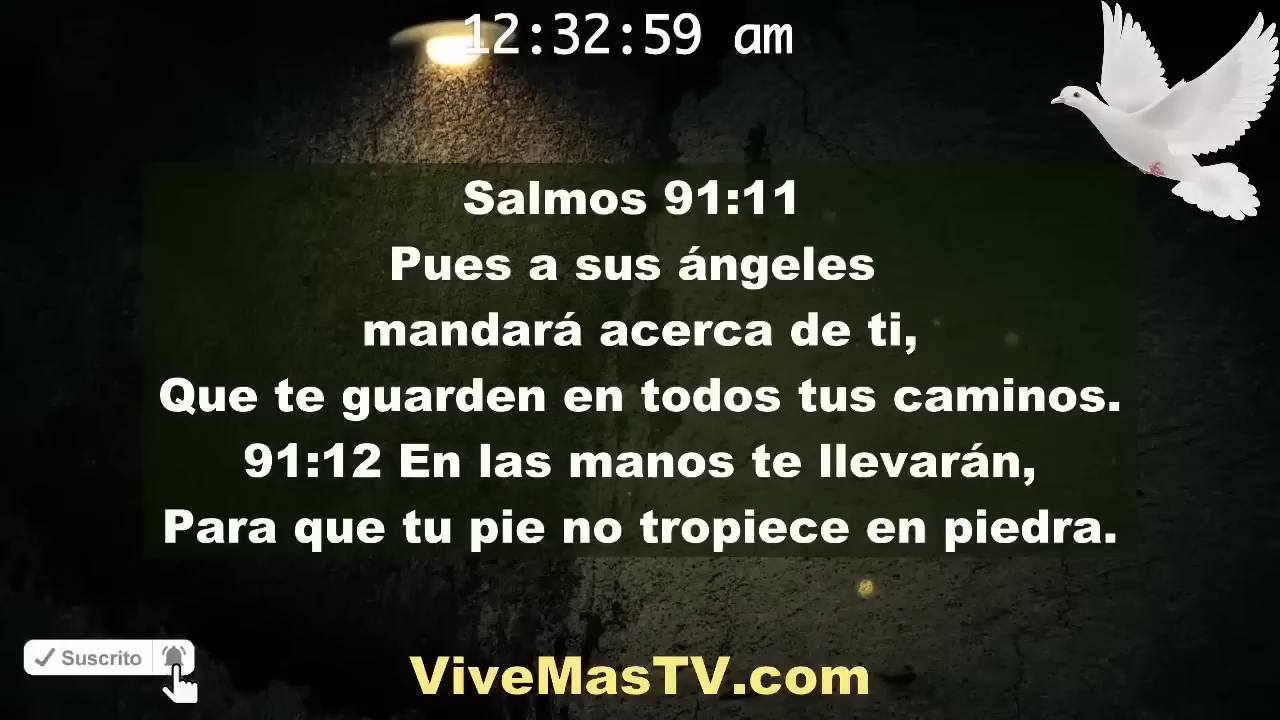 12:32:59 am
Salmos 91:11
Pues a sus ángeles
mandará acerca de ti,
Que te guarden en todos tus caminos.
91:12 En las manos te llevarán,
Para que tu pie no tropiece en piedra.
Suscrito
ViveMasTV.com